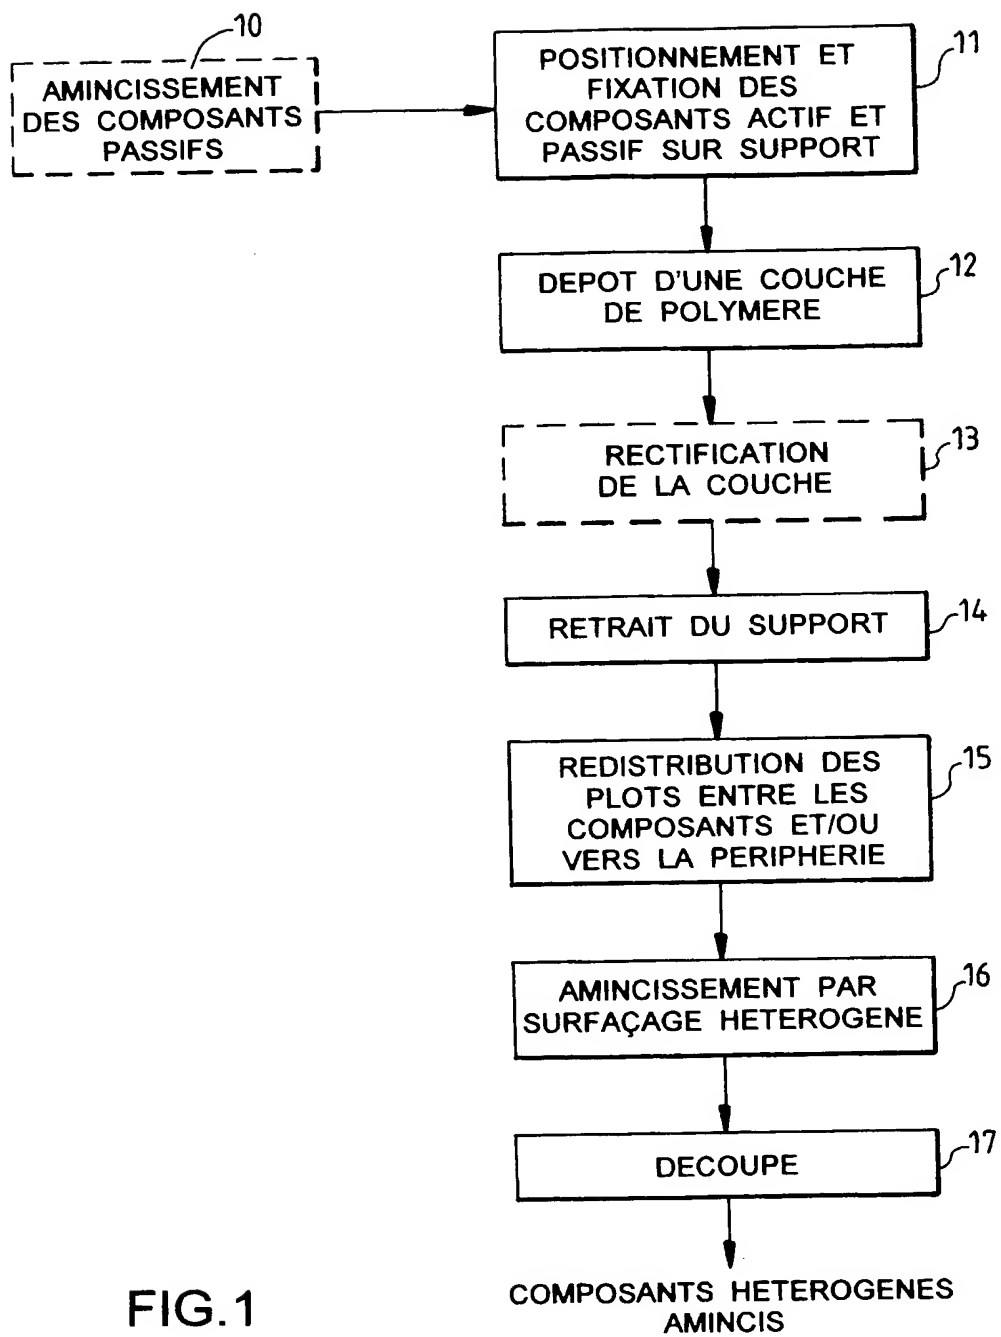 10
AMINCISSEMENT
DES COMPOSANTS
PASSIFS
11
POSITIONNEMENT ET
FIXATION DES
COMPOSANTS ACTIF ET
PASSIF SUR SUPPORT
12
DEPOT D'UNE COUCHE
DE POLYMERE
13
RECTIFICATION
DE LA COUCHE
14
RETRAIT DU SUPPORT
15
REDISTRIBUTION DES
PLOTS ENTRE LES
COMPOSANTS ET/OU
VERS LA PERIPHERIE
16
AMINCISSEMENT PAR
SURFAÇAGE HETEROGENE
17
DECOUPE
COMPOSANTS HETEROGENES
AMINCIS
FIG.1